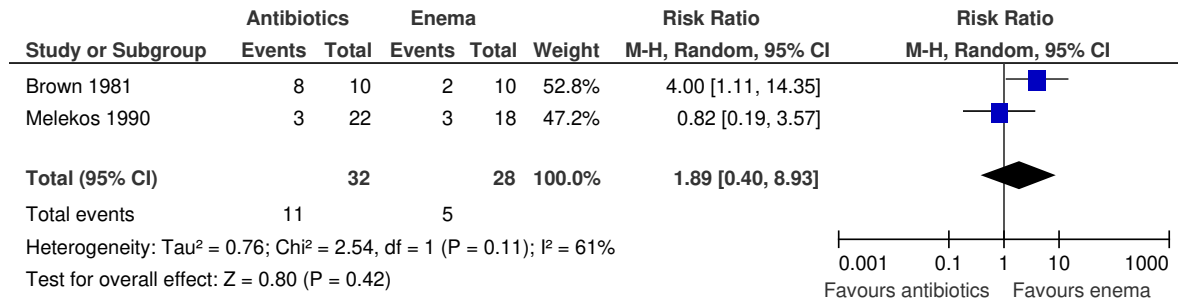 Antibiotics Enema Risk Ratio Risk Ratio
Study or Subgroup Events Total Events Total Weight M-H, Random, 95% CI M-H, Random, 95% CI
Brown 1981 8 10 2 10 52.8% 4.00 [1.11, 14.35]
Melekos 1990 3 22 3 18 47.2% 0.82 [0.19, 3.57]
Total (95% CI) 32 28 100.0% 1.89 [0.40, 8.93]
Total events 11 5
Heterogeneity: Tau² = 0.76; Chi² = 2.54, df = 1 (P = 0.11); I² = 61%
Test for overall effect: Z = 0.80 (P = 0.42)
0.001 0.1 1 10 1000
Favours antibiotics Favours enema